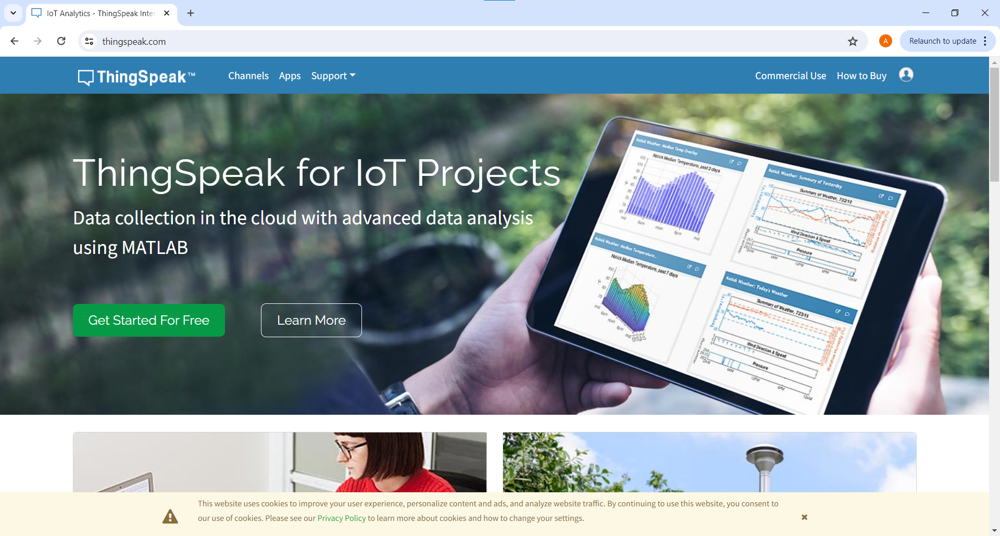 IoT Analytics - ThingSpeak Inter
thingspeak.com
A
Relaunch to update
ThingSpeak™
Channels Apps Support
Commercial Use How to Buy
ThingSpeak for IoT Projects
Data collection in the cloud with advanced data analysis
using MATLAB
Get Started For Free
Learn More
Natick Weather: Median Temp Overlay
Natick Median Temperature, past 3 days
Natick Weather: Summary of Yesterday
Summary of Weather, 7/22/19
Wind Direction & Speed
Pressure
Natick Weather: Median Temperature...
Natick Median Temperature, past 7 days
Natick Weather: Today's Weather
Wind Direction & Speed
Pressure
This website uses cookies to improve your user experience, personalize content and ads, and analyze website traffic. By continuing to use this website, you consent to
our use of cookies. Please see our Privacy Policy to learn more about cookies and how to change your settings.